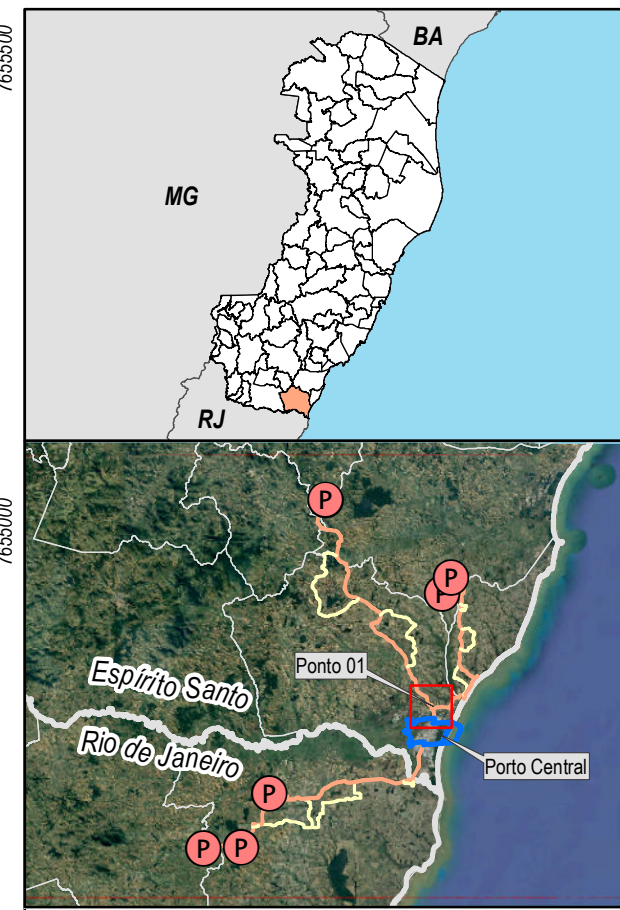 7655500
BA
MG
RJ
7655000
P
P
P
Ponto 01
Espírito Santo
Rio de Janeiro
Porto Central
P
P
P